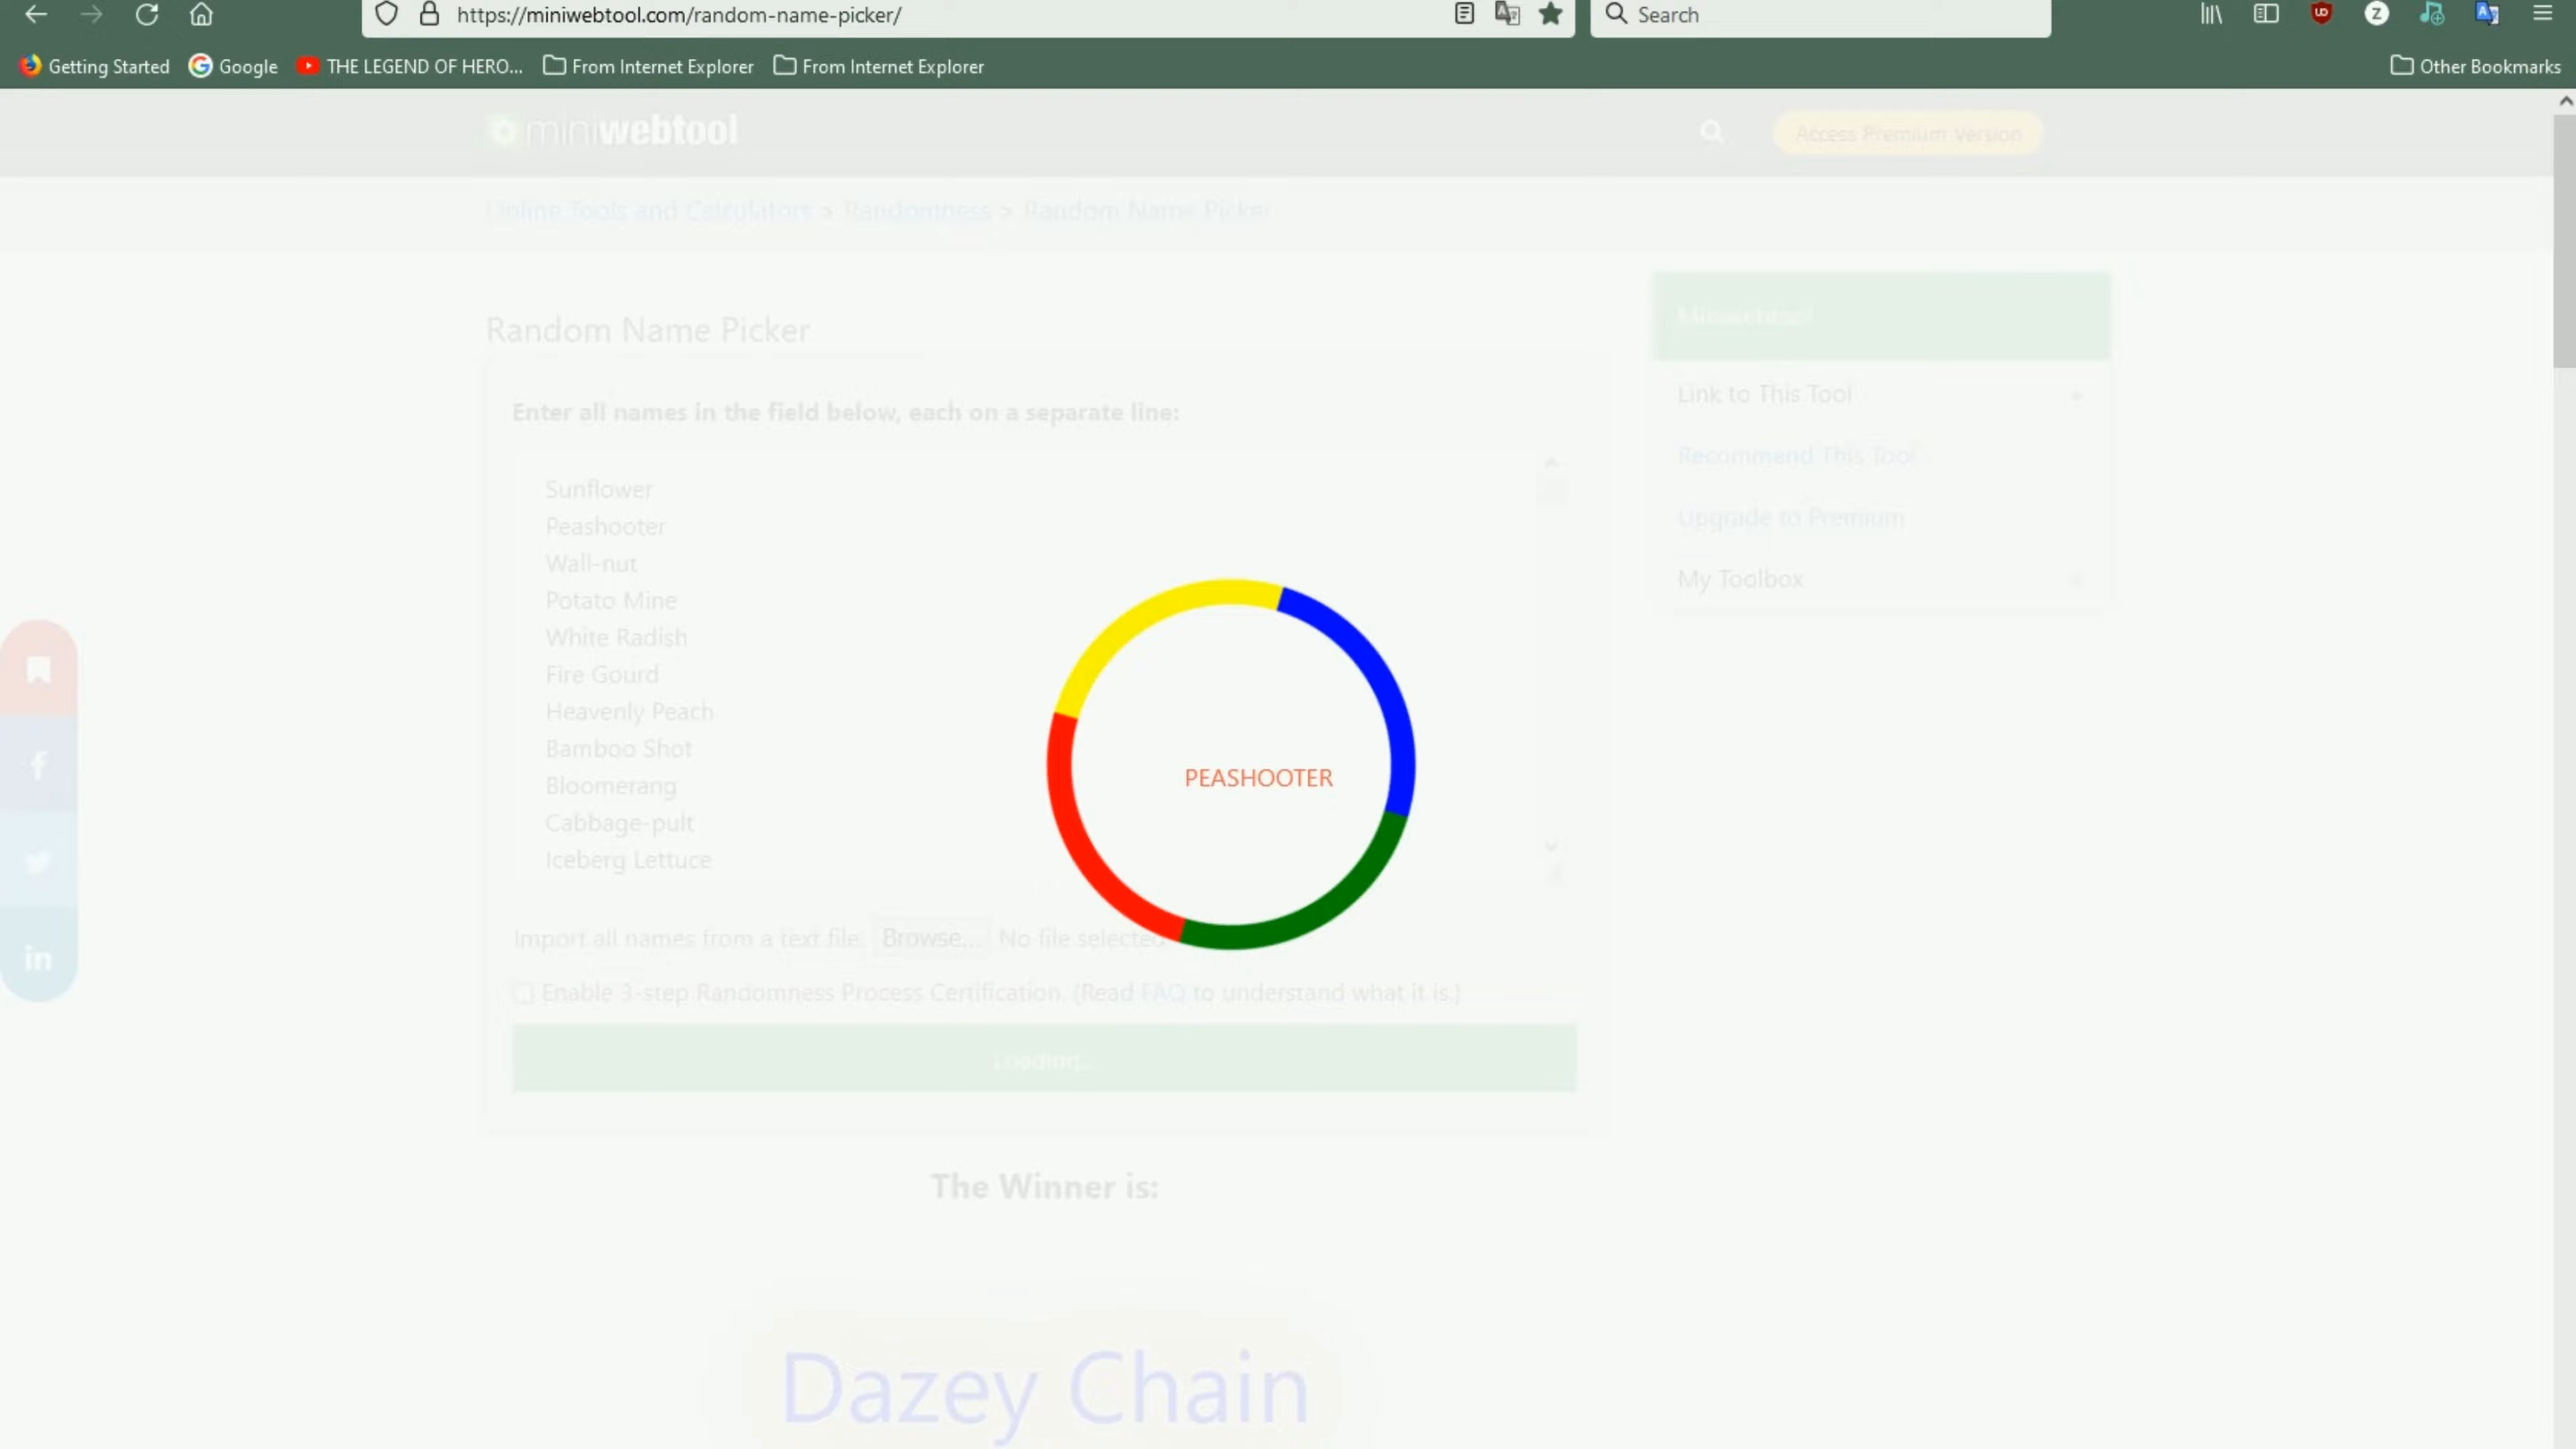 https://miniwebtool.com/random-name-picker/
Search
Getting Started
Google
THE LEGEND OF HERO...
From Internet Explorer
From Internet Explorer
Other Bookmarks
miniwebtool
Access Premium Version
Online Tools and Calculators > Randomness > Random Name Picker
Random Name Picker
Miniwebtool
Link to This Tool
Recommend This Tool
Upgrade to Premium
My Toolbox
Enter all names in the field below, each on a separate line:
Sunflower
Peashooter
Wall-nut
Potato Mine
White Radish
Fire Gourd
Heavenly Peach
Bamboo Shot
Bloomerang
Cabbage-pult
Iceberg Lettuce
PEASHOOTER
Import all names from a text file: Browse... No file selected
Enable 3-step Randomness Process Certification. (Read FAQ to understand what it is.)
Loading...
The Winner is:
Dazey Chain